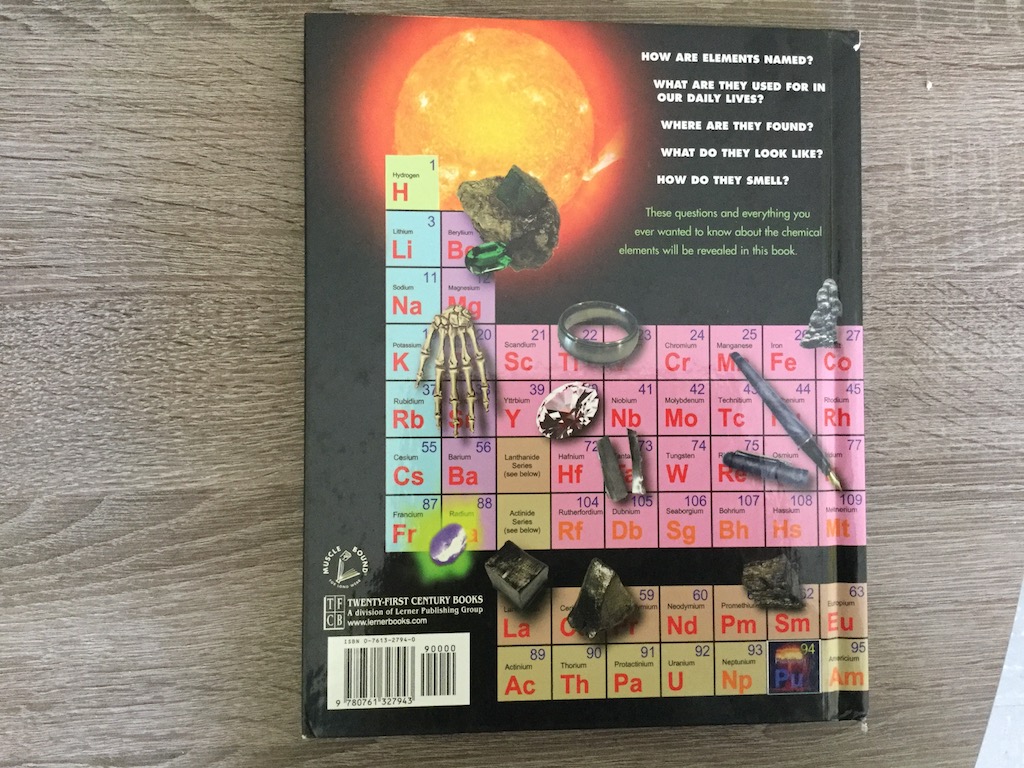 HOW ARE ELEMENTS NAMED?
WHAT ARE THEY USED FOR IN
OUR DAILY LIVES?
WHERE ARE THEY FOUND?
WHAT DO THEY LOOK LIKE?
HOW DO THEY SMELL?
These questions and everything you
ever wanted to know about the chemical
elements will be revealed in this book.
1
Hydrogen
H
3
Lithium Beryllium
Li Be
11 12
Sodium Magnesium
Na Mg
20 21 22 24 25 27
Potassium Scandium Chromium Manganese Iron
K Sc Cr Fe Co
37 39 41 42 43 44 45
Rubidium Yttrium Niobium Molybdenum Rhodium
Rb Y Nb Mo Tc Rh
55 56 72 73 74 75 77
Cesium Barium Lanthanide Hafnium Tungsten Osmium
Series
(see below)
Cs Ba Hf W Re
87 88 104 105 106 107 108 109
Francium Radium Actinide Rutherfordium Dubnium Seaborgium Bohrium Hassium Meitnerium
Series
(see below)
Fr Rf Db Sg Bh Hs Mt
59 60 62 63
Neodymium Europium
La Nd Pm Sm Eu
89 90 91 92 93 94 95
Actinium Thorium Protactinium Uranium Neptunium Americium
Ac Th Pa U Np Pu Am
MUSCLE BOUND
TF
CB
TWENTY-FIRST CENTURY BOOKS
A division of Lerner Publishing Group
www.lernerbooks.com
ISBN 0-7613-2794-0
90000
9 780761 327943